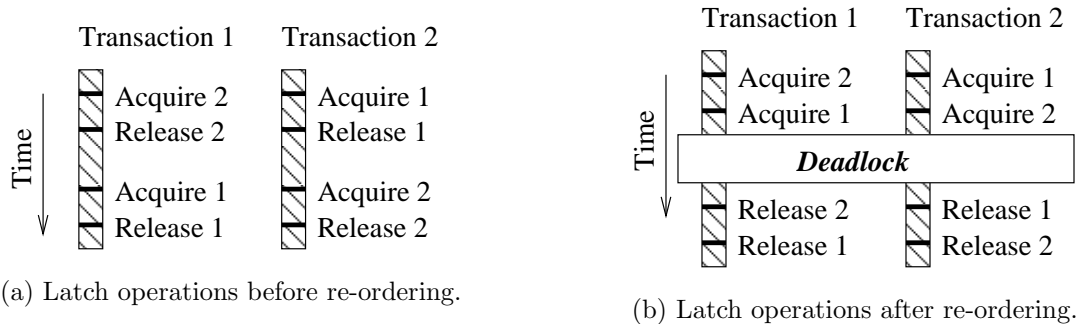 Transaction 1
Transaction 2
Time
Acquire 2
Release 2
Acquire 1
Release 1
Acquire 1
Release 1
Acquire 2
Release 2
(a) Latch operations before re-ordering.
Transaction 1
Transaction 2
Time
Acquire 2
Acquire 1
Acquire 1
Acquire 2
Deadlock
Release 2
Release 1
Release 1
Release 2
(b) Latch operations after re-ordering.